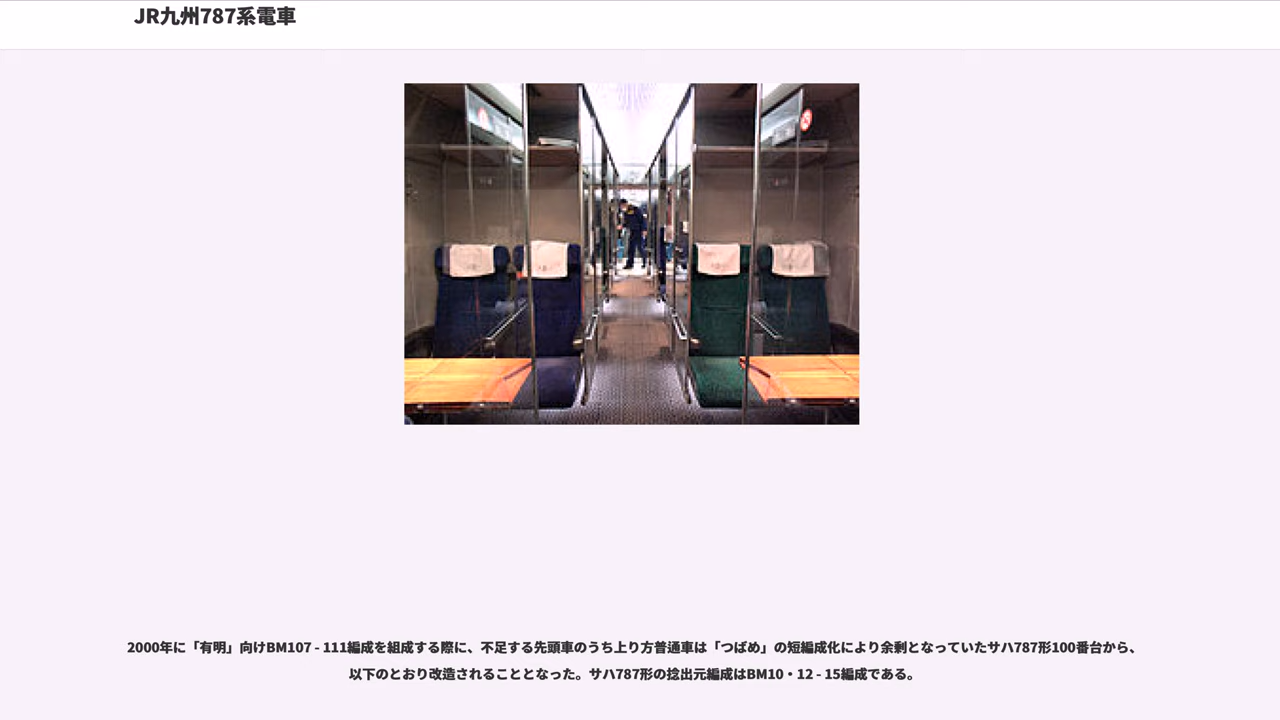 JR九州787系電車
2000年に「有明」向けBM107 - 111編成を組成する際に、不足する先頭車のうち上り方普通車は「つばめ」の短編成化により余剰となっていたサハ787形100番台から、
以下のとおり改造されることとなった。サハ787形の捻出元編成はBM10・12 - 15編成である。